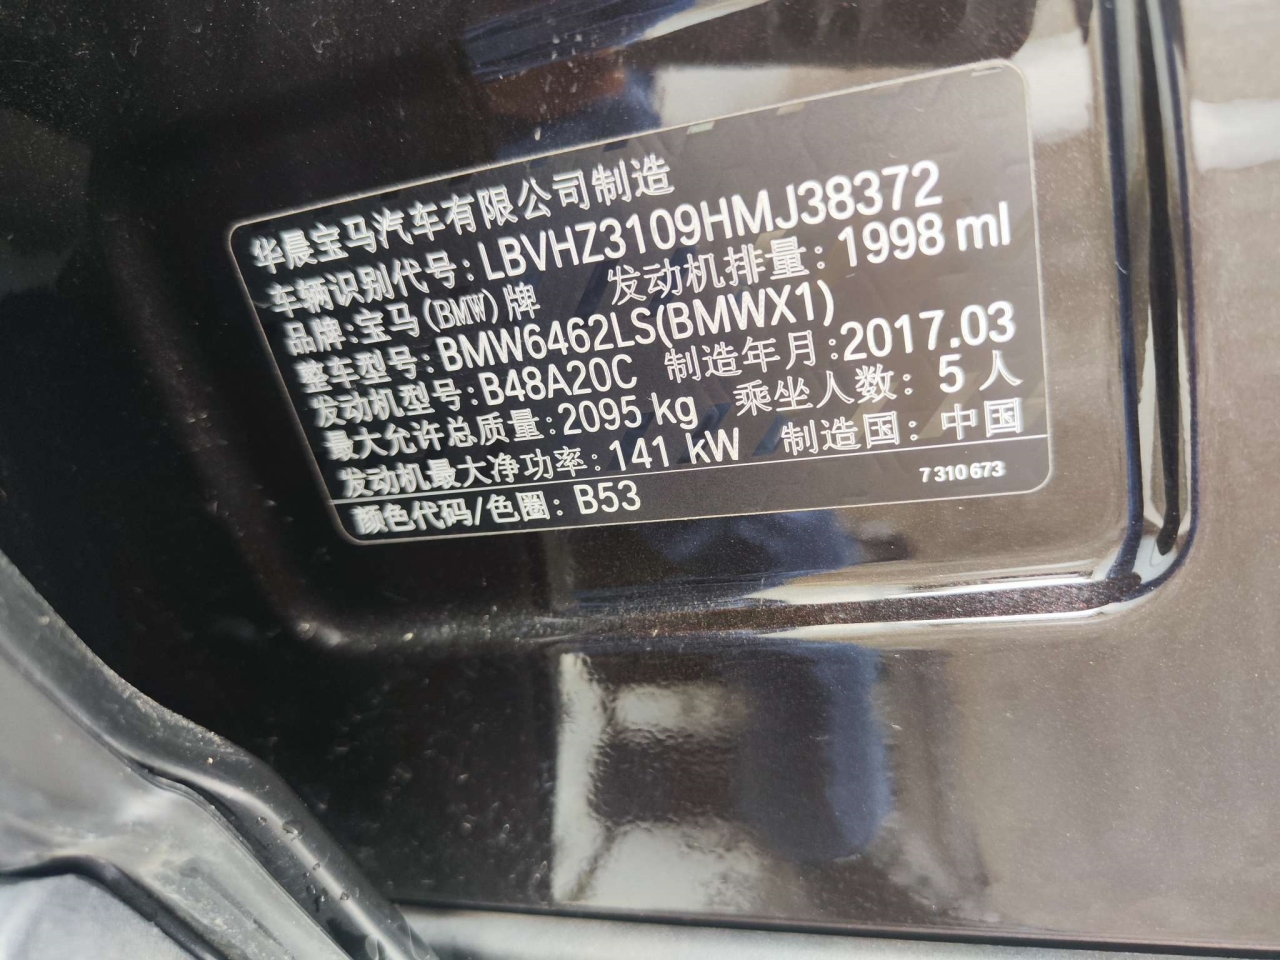 华晨宝马汽车有限公司制造
车辆识别代号：LBVHZ3109HMJ38372
品牌：宝马(BMW)牌 发动机排量：1998 ml
整车型号：BMW6462LS(BMWX1)
发动机型号：B48A20C 制造年月：2017.03
最大允许总质量：2095 kg 乘坐人数：5 人
发动机最大净功率：141 kW 制造国：中国
颜色代码/色圈：B53 7 310 673